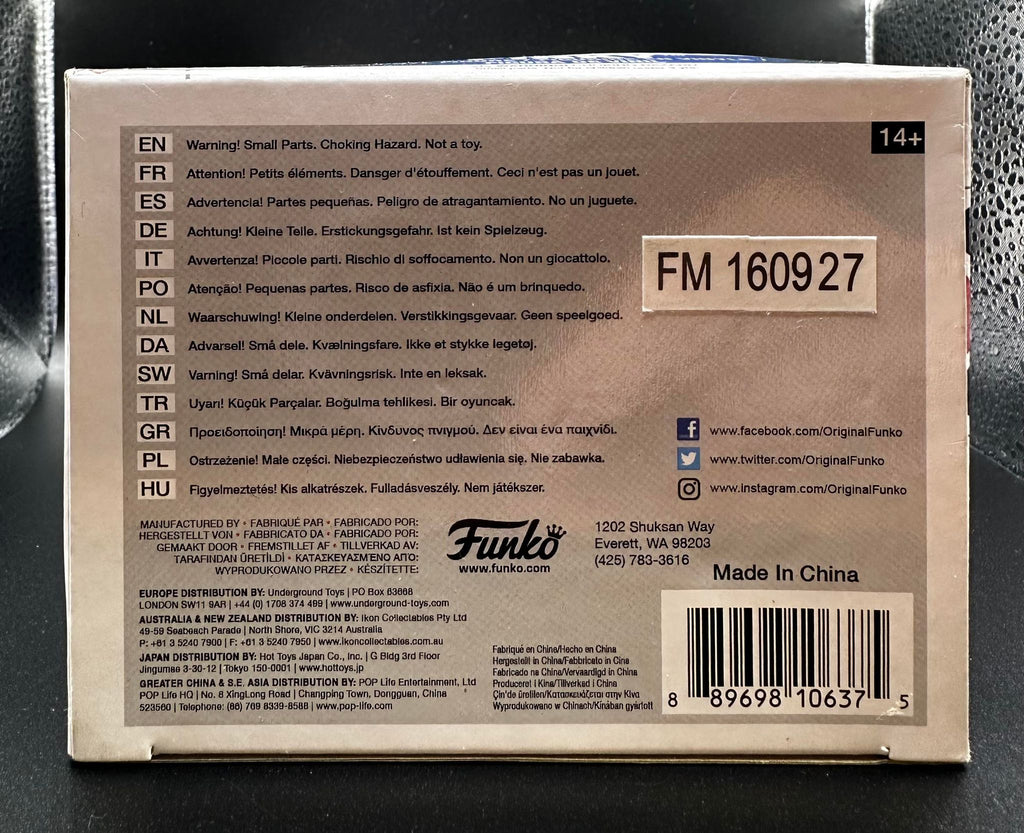 14+
EN Warning! Small Parts. Choking Hazard. Not a toy.
FR Attention! Petits éléments. Dansger d'étouffement. Ceci n'est pas un jouet.
ES Advertencia! Partes pequeñas. Peligro de atragantamiento. No un juguete.
DE Achtung! Kleine Teile. Erstickungsgefahr. Ist kein Spielzeug.
IT Avvertenza! Piccole parti. Rischio di soffocamento. Non un giocattolo.
PO Atenção! Pequenas partes. Risco de asfixia. Não é um brinquedo.
NL Waarschuwing! Kleine onderdelen. Verstikkingsgevaar. Geen speelgoed.
DA Advarsel! Små dele. Kvælningsfare. Ikke et stykke legetøj.
SW Varning! Små delar. Kvävningsrisk. Inte en leksak.
TR Uyarı! Küçük Parçalar. Boğulma tehlikesi. Bir oyuncak.
GR Προειδοποίηση! Μικρά μέρη. Κίνδυνος πνιγμού. Δεν είναι ένα παιχνίδι.
PL Ostrzeżenie! Małe części. Niebezpieczeństwo udławienia się. Nie zabawka.
HU Figyelmeztetés! Kis alkatrészek. Fulladásveszély. Nem játékszer.
FM 160927
www.facebook.com/OriginalFunko
www.twitter.com/OriginalFunko
www.instagram.com/OriginalFunko
MANUFACTURED BY • FABRIQUÉ PAR • FABRICADO POR:
HERGESTELLT VON • FABBRICATO DA • FABRICADO POR:
GEMAAKT DOOR • FREMSTILLET AF • TILLVERKAD AV:
TARAFINDAN ÜRETİLDİ • ΚΑΤΑΣΚΕΥΑΣΜΈΝΟ ΑΠΌ:
WYPRODUKOWANO PRZEZ • KÉSZÍTETTE:
Funko
www.funko.com
1202 Shuksan Way
Everett, WA 98203
(425) 783-3616
Made In China
EUROPE DISTRIBUTION BY: Underground Toys | PO Box 63668
LONDON SW11 9AR | +44 (0) 1708 374 499 | www.underground-toys.com
AUSTRALIA & NEW ZEALAND DISTRIBUTION BY: Ikon Collectables Pty Ltd
49-59 Seabeach Parade | North Shore, VIC 3214 Australia
P: +61 3 5240 7900 | F: +61 3 5240 7950 | www.ikoncollectables.com.au
JAPAN DISTRIBUTION BY: Hot Toys Japan Co., Inc. | G Bldg 3rd Floor
Jingumae 3-30-12 | Tokyo 150-0001 | www.hottoys.jp
GREATER CHINA & S.E. ASIA DISTRIBUTION BY: POP Life Entertainment, Ltd
POP Life HQ | No. 8 XingLong Road | Changping Town, Dongguan, China
523560 | Telephone: (86) 769 8339-8588 | www.pop-life.com
Fabriqué en Chine/Hecho en China
Hergestellt in China/Fabbricato in Cina
Fabricado na China/Vervaardigd in China
Produceret i Kina/Tillverkad i China
Çin'de üretilen/Κατασκευάζεται στην Κίνα
Wyprodukowano w Chinach/Kínában gyártott
8 89698 10637 5